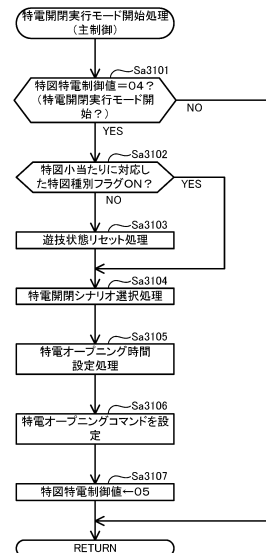 特電開閉実行モード開始処理
(主制御)
Sa3101
特図特電制御値=04?
(特電開閉実行モード開
始?)
NO
YES
Sa3102
特図小当たりに対応し
た特図種別フラグON?
YES
NO
Sa3103
遊技状態リセット処理
Sa3104
特電開閉シナリオ選択処理
Sa3105
特電オープニング時間
設定処理
Sa3106
特電オープニングコマンドを設
定
Sa3107
特図特電制御値←05
RETURN